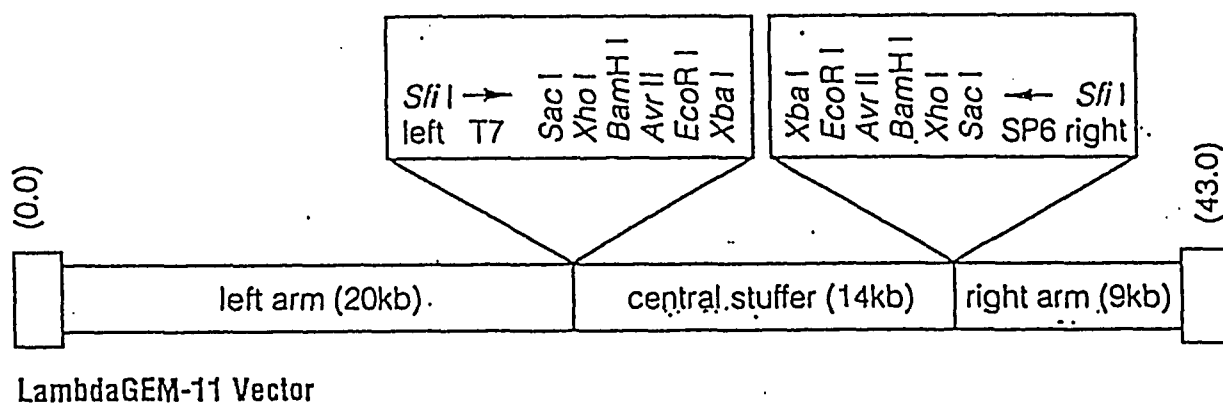 Sfi I → Sac I Xho I BamH I Avr II EcoR I Xba I
left T7
Xba I EcoR I Avr II BamH I Xho I Sac I ← Sfi I
SP6 right
(0.0)
(43.0)
left arm (20kb)
central stuffer (14kb)
right arm (9kb)
LambdaGEM-11 Vector